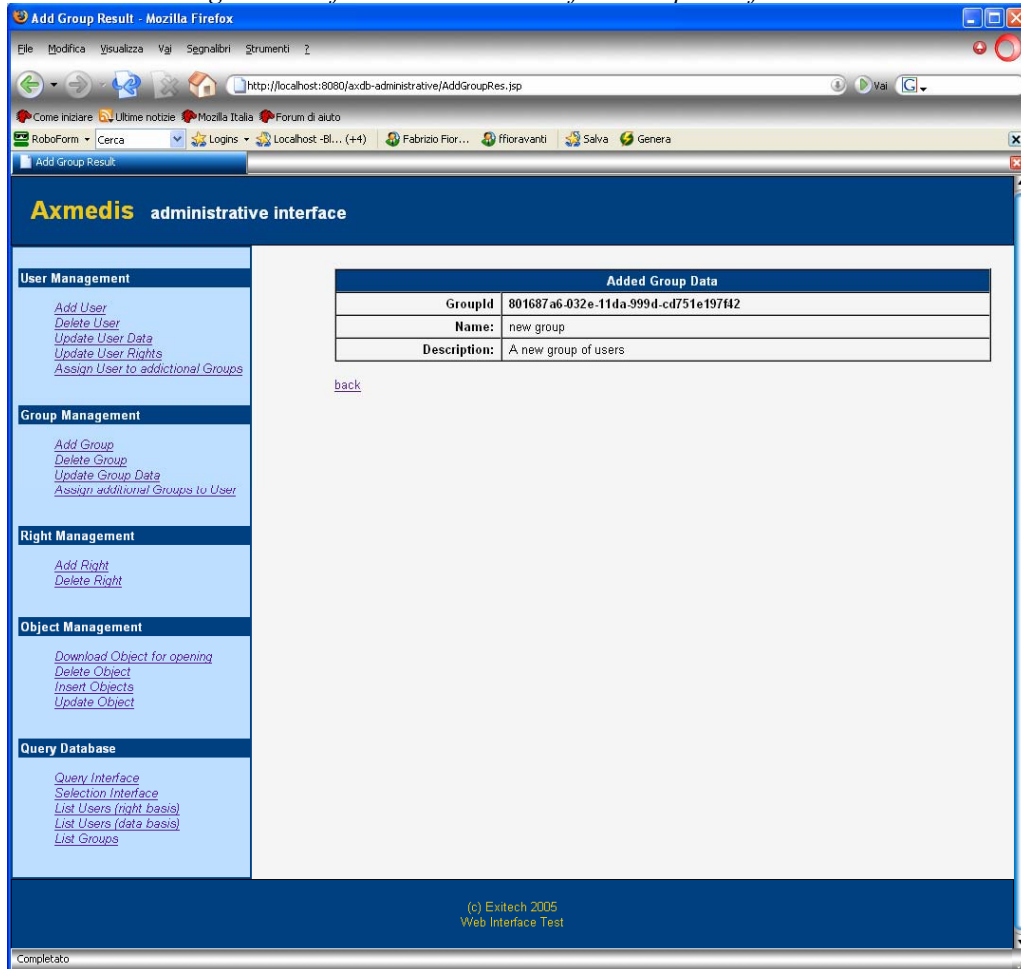 Add Group Result - Mozilla Firefox
File Modifica Visualizza Vai Segnalibri Strumenti ?
http://localhost:8080/axdb-administrative/AddGroupRes.jsp Vai G
Come iniziare Ultime notizie Mozilla Italia Forum di aiuto
RoboForm Cerca Logins Localhost -Bl... (+4) Fabrizio Fior... ffioravanti Salva Genera
Add Group Result
Axmedis administrative interface
User Management
Add User
Delete User
Update User Data
Update User Rights
Assign User to addictional Groups
Group Management
Add Group
Delete Group
Update Group Data
Assign additional Groups to User
Right Management
Add Right
Delete Right
Object Management
Download Object for opening
Delete Object
Insert Objects
Update Object
Query Database
Query Interface
Selection Interface
List Users (right basis)
List Users (data basis)
List Groups
Added Group Data
GroupId 801687a6-032e-11da-999d-cd751e197f42
Name: new group
Description: A new group of users
back
(c) Exitech 2005
Web Interface Test
Completato